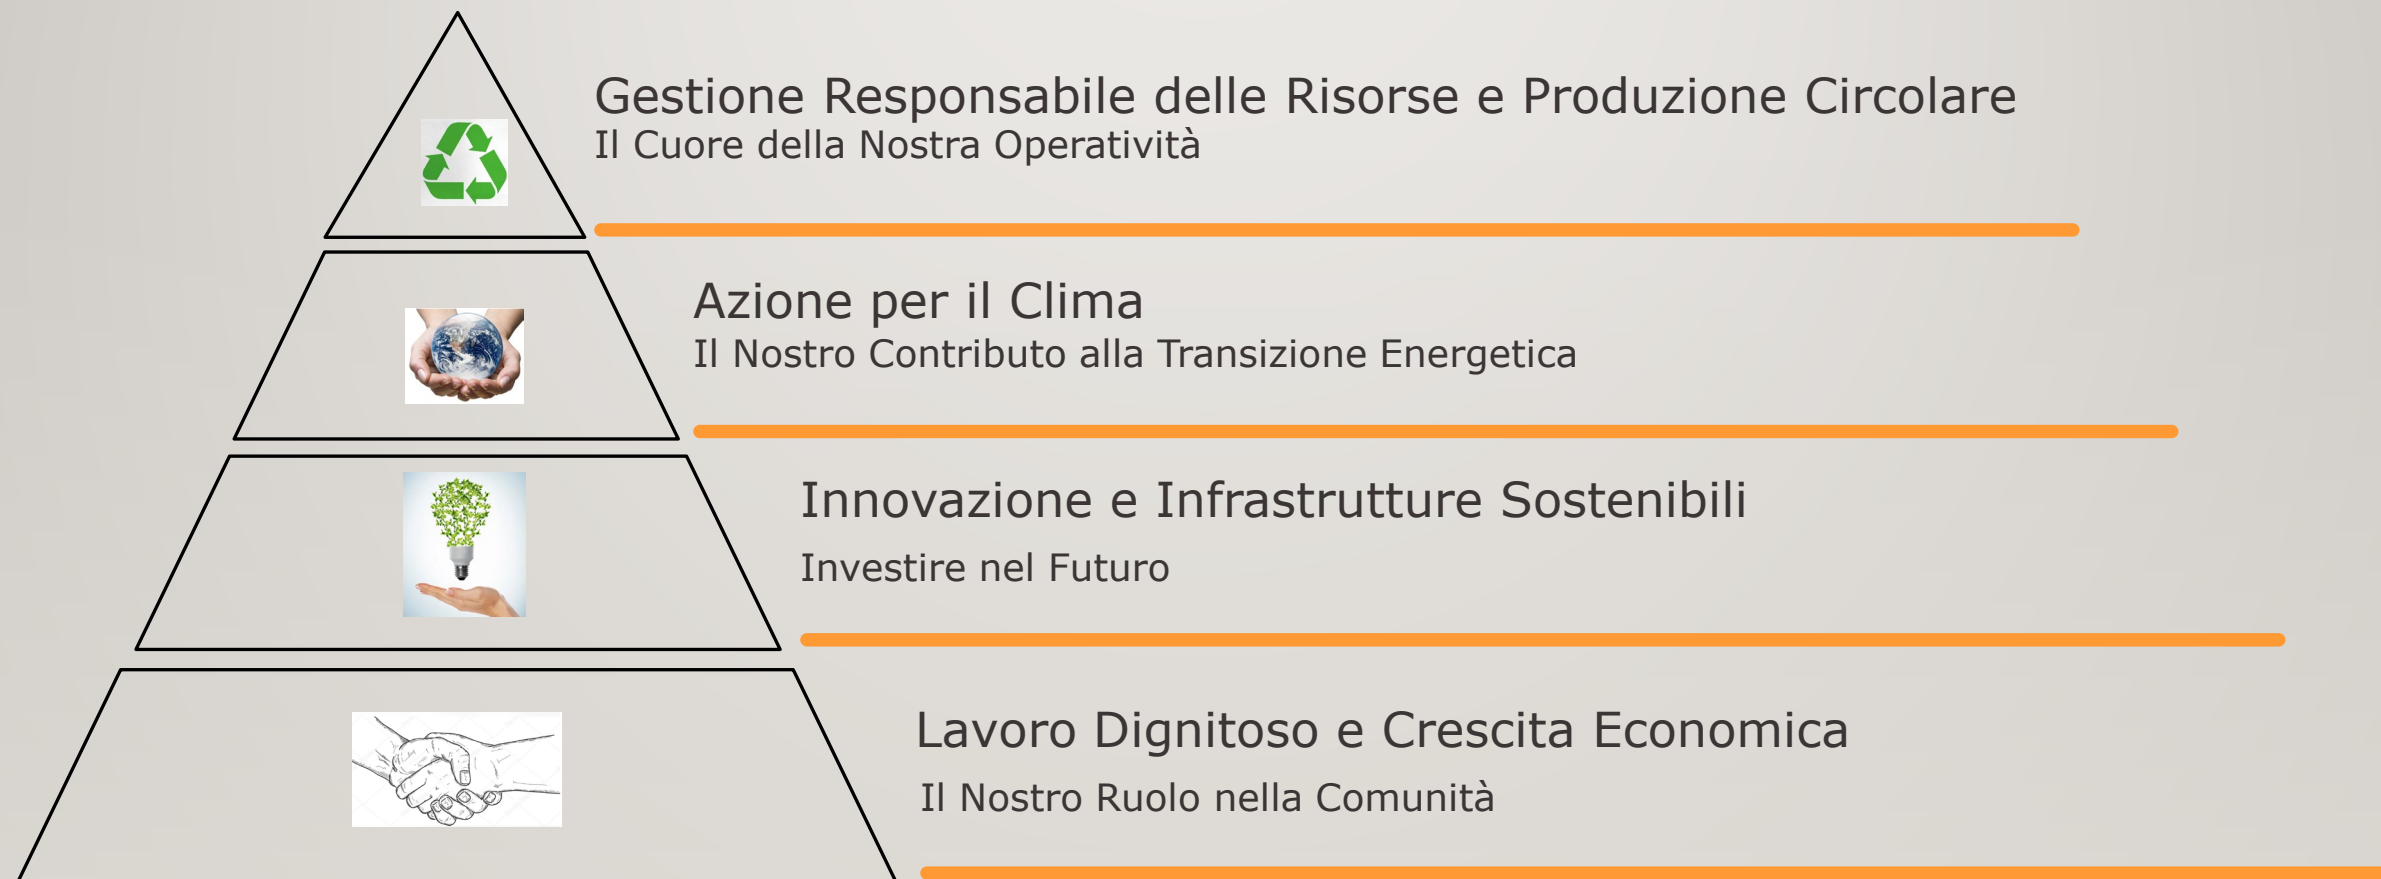 Gestione Responsabile delle Risorse e Produzione Circolare
Il Cuore della Nostra Operatività
Azione per il Clima
Il Nostro Contributo alla Transizione Energetica
Innovazione e Infrastrutture Sostenibili
Investire nel Futuro
Lavoro Dignitoso e Crescita Economica
Il Nostro Ruolo nella Comunità